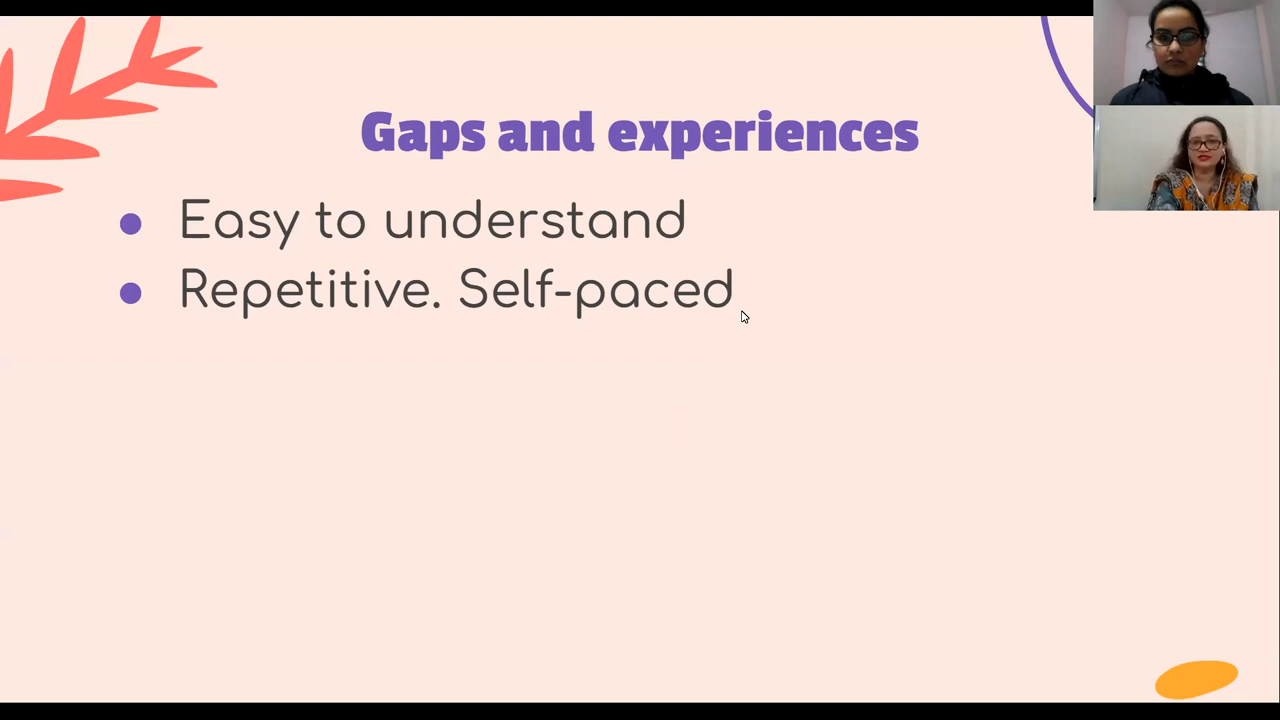 Gaps and experiences
Easy to understand
Repetitive. Self-paced